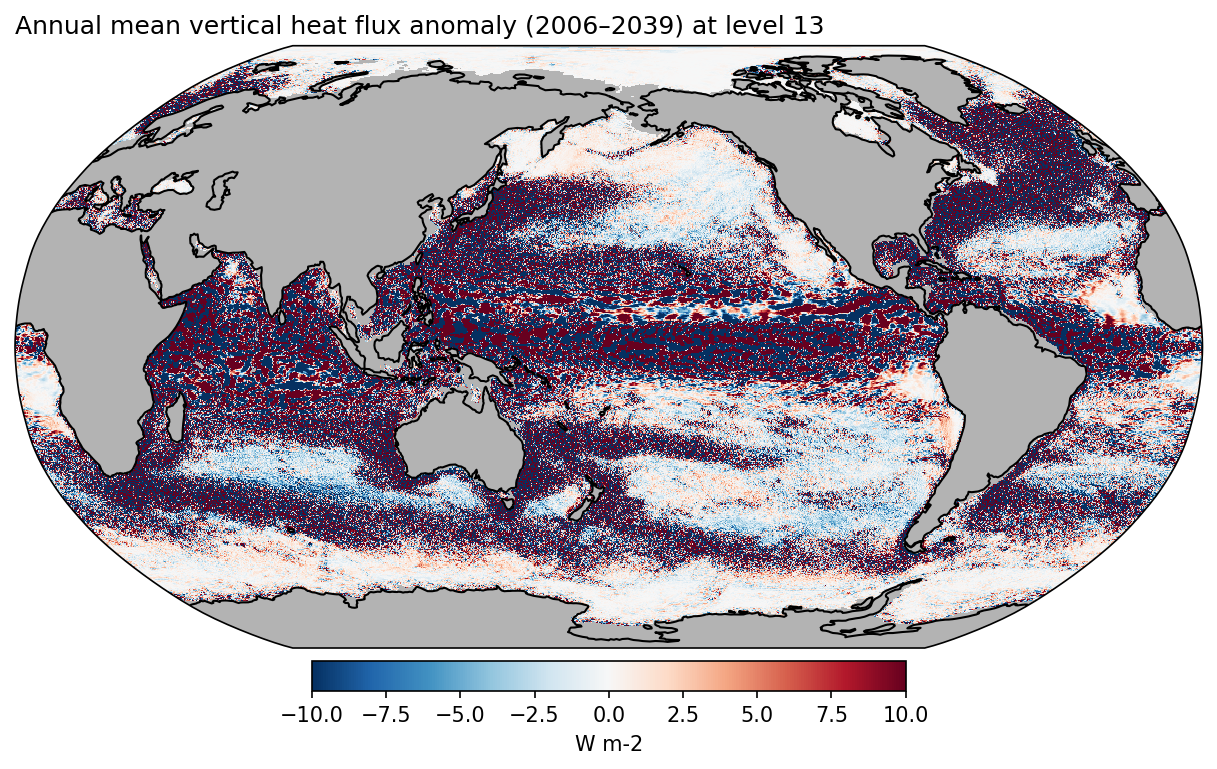 Annual mean vertical heat flux anomaly (2006–2039) at level 13
−10.0 −7.5 −5.0 −2.5 0.0 2.5 5.0 7.5 10.0
W m-2